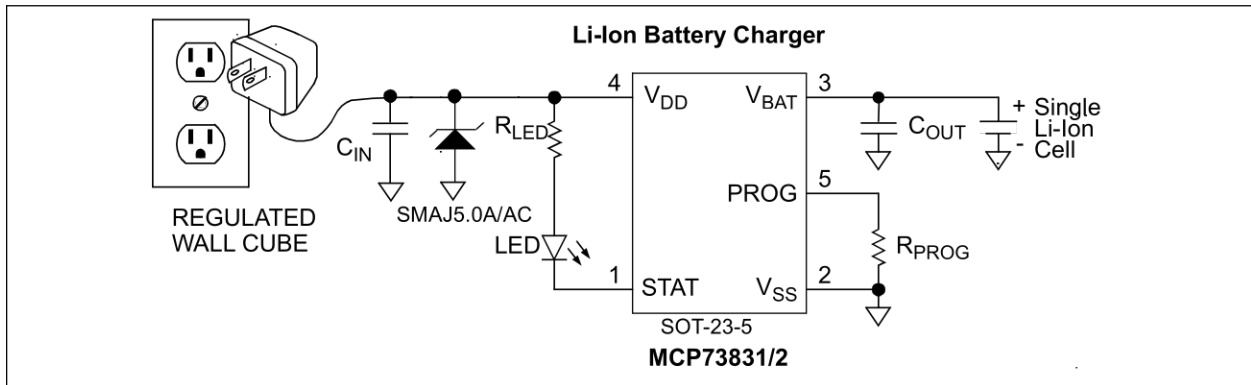 Li-Ion Battery Charger
4
V_DD
V_BAT
3
+ Single
Li-Ion
- Cell
C_IN
R_LED
C_OUT
SMAJ5.0A/AC
REGULATED
WALL CUBE
PROG
5
R_PROG
LED
1
STAT
V_SS
2
SOT-23-5
MCP73831/2